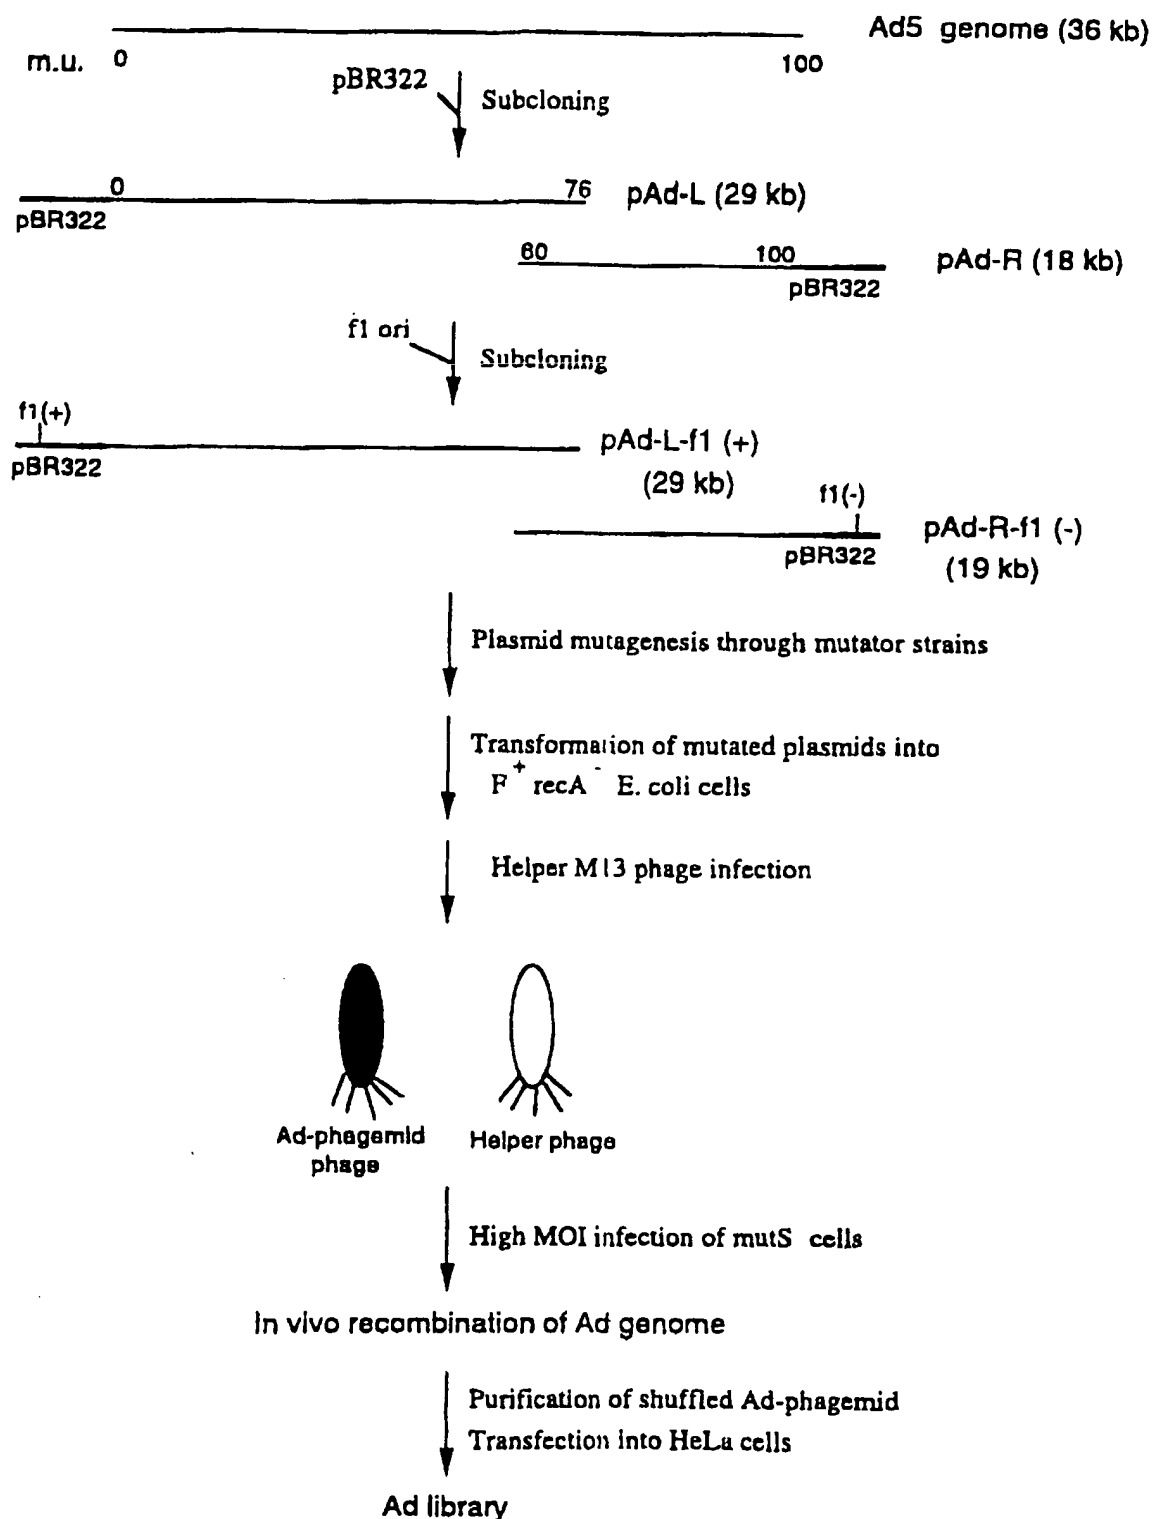 Ad5 genome (36 kb)
m.u. 0 100
pBR322
Subcloning
0 76 pAd-L (29 kb)
pBR322
60 100 pAd-R (18 kb)
pBR322
f1 ori
Subcloning
f1(+)
pBR322
pAd-L-f1 (+)
(29 kb)
f1(-)
pBR322
pAd-R-f1 (-)
(19 kb)
Plasmid mutagenesis through mutator strains
Transformation of mutated plasmids into
F+ recA- E. coli cells
Helper M13 phage infection
Ad-phagemid
phage
Helper phage
High MOI infection of mutS cells
In vivo recombination of Ad genome
Purification of shuffled Ad-phagemid
Transfection into HeLa cells
Ad library